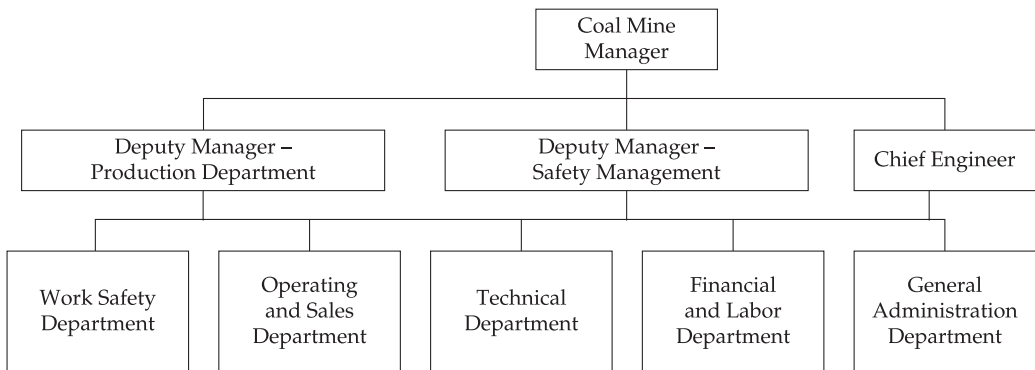 Coal Mine
Manager
Deputy Manager –
Production Department
Deputy Manager –
Safety Management
Chief Engineer
Work Safety
Department
Operating
and Sales
Department
Technical
Department
Financial
and Labor
Department
General
Administration
Department